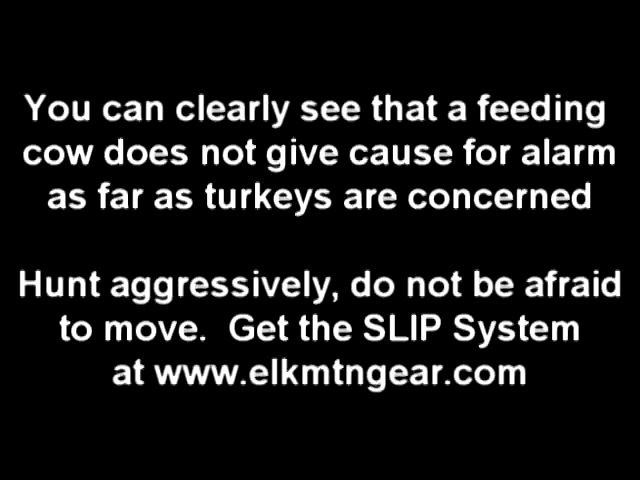 You can clearly see that a feeding
cow does not give cause for alarm
as far as turkeys are concerned
Hunt aggressively, do not be afraid
to move.  Get the SLIP System
at www.elkmtngear.com